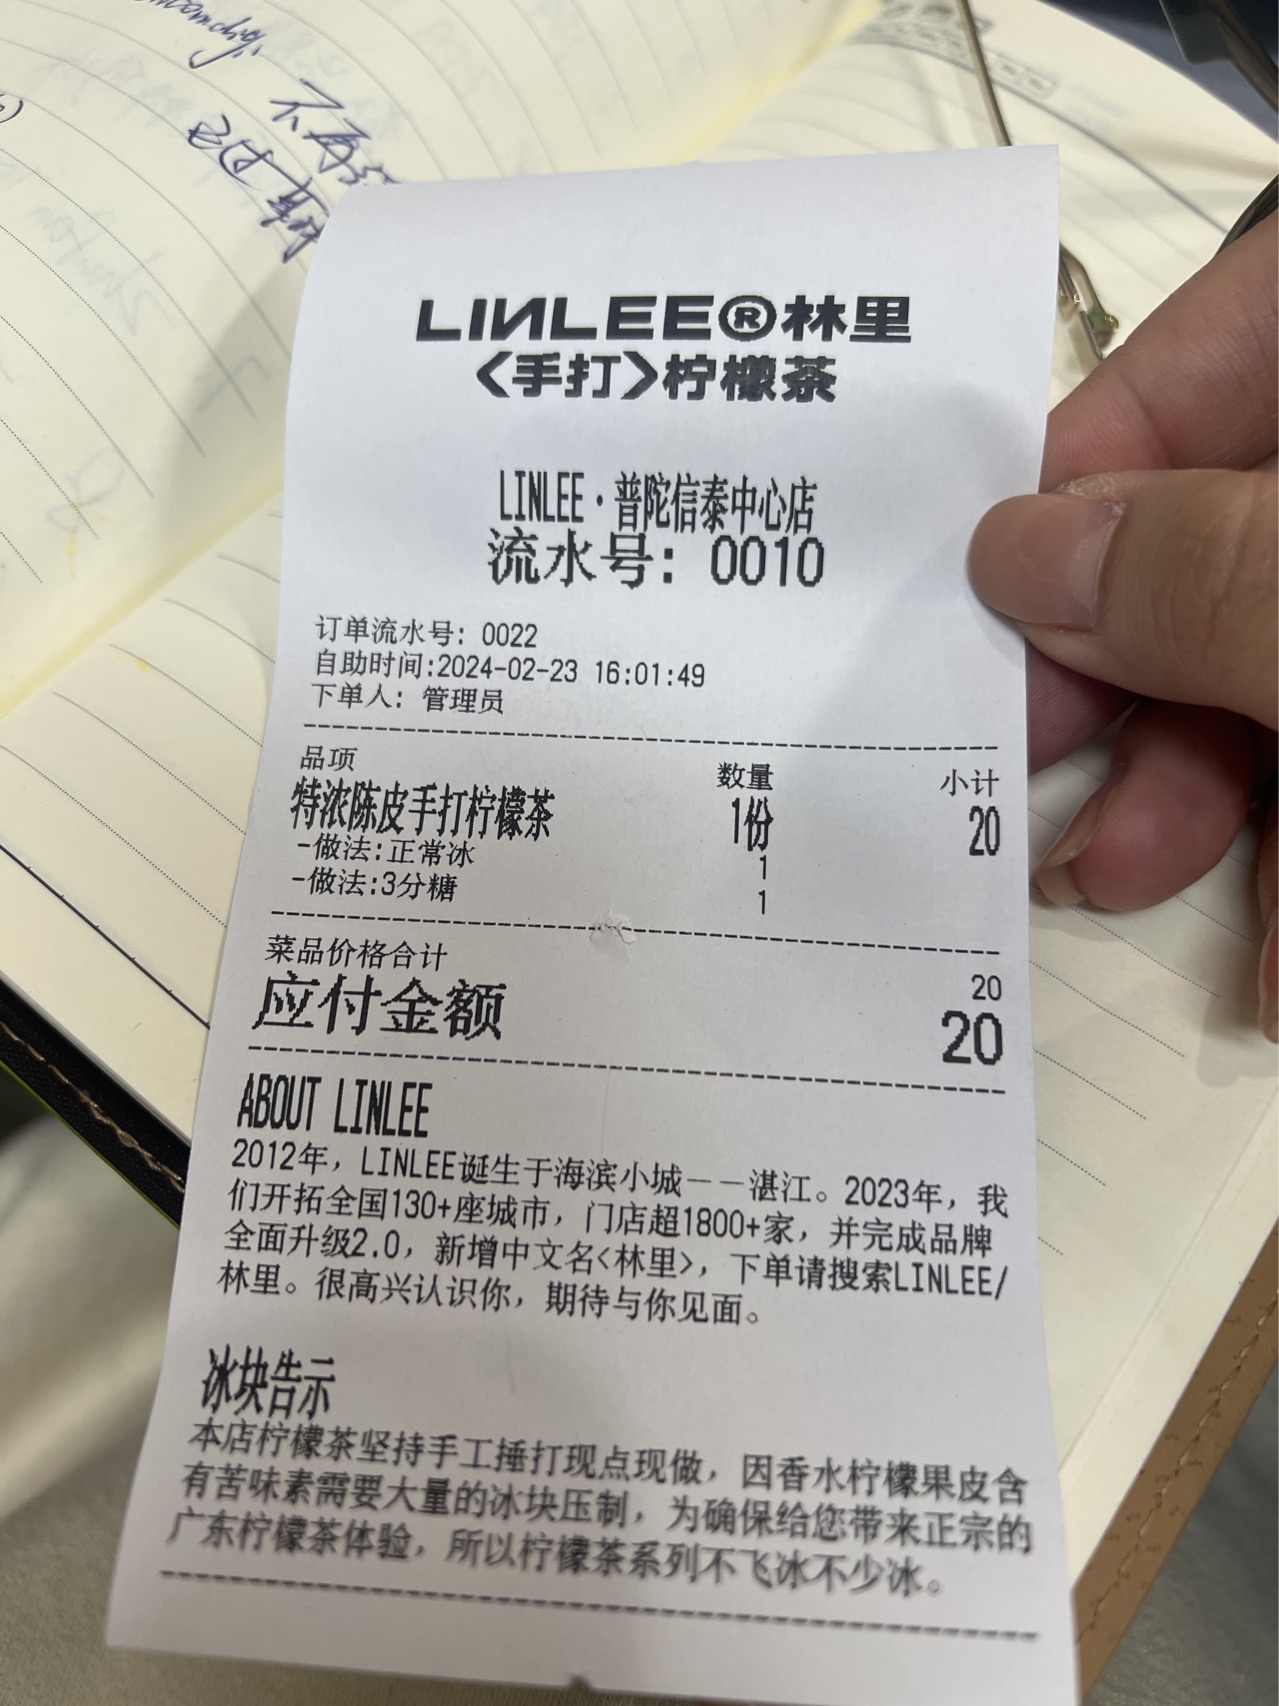 不再
已过期
LINLEE®林里
<手打>柠檬茶
LINLEE·普陀信泰中心店
流水号: 0010
订单流水号: 0022
自助时间:2024-02-23 16:01:49
下单人: 管理员
品项 数量 小计
特浓陈皮手打柠檬茶 1份 20
-做法:正常冰 1
-做法:3分糖 1
菜品价格合计 20
应付金额 20
ABOUT LINLEE
2012年，LINLEE诞生于海滨小城——湛江。2023年，我
们开拓全国130+座城市，门店超1800+家，并完成品牌
全面升级2.0，新增中文名<林里>，下单请搜索LINLEE/
林里。很高兴认识你，期待与你见面。
冰块告示
本店柠檬茶坚持手工捶打现点现做，因香水柠檬果皮含
有苦味素需要大量的冰块压制，为确保给您带来正宗的
广东柠檬茶体验，所以柠檬茶系列不飞冰不少冰。